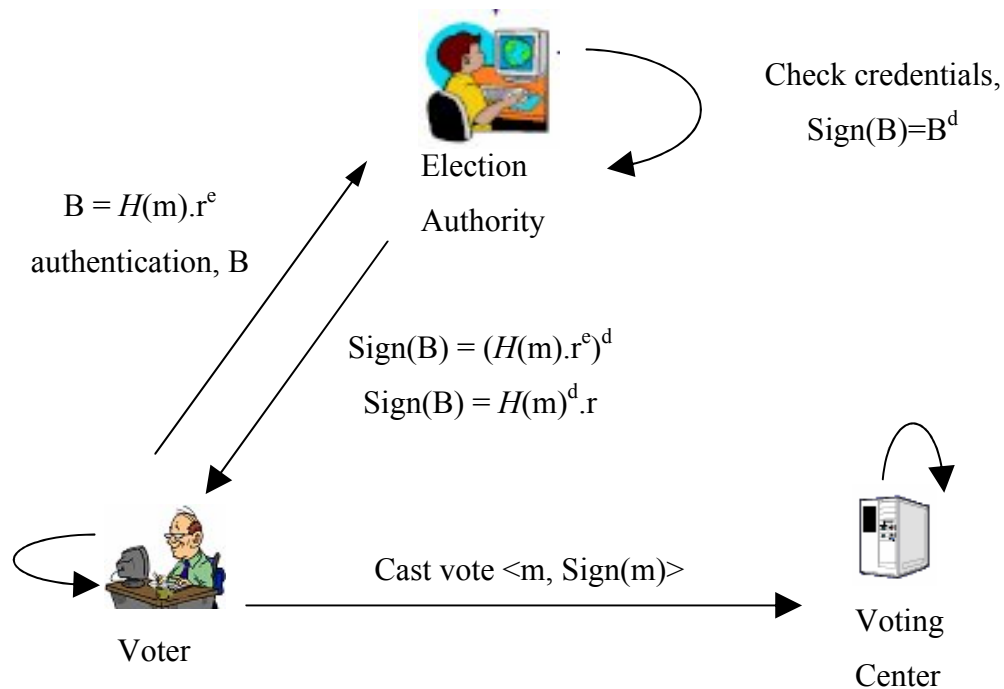 Check credentials,
Sign(B)=B^d
Election
Authority
B = H(m).r^e
authentication, B
Sign(B) = (H(m).r^e)^d
Sign(B) = H(m)^d.r
Cast vote <m, Sign(m)>
Voter
Voting
Center